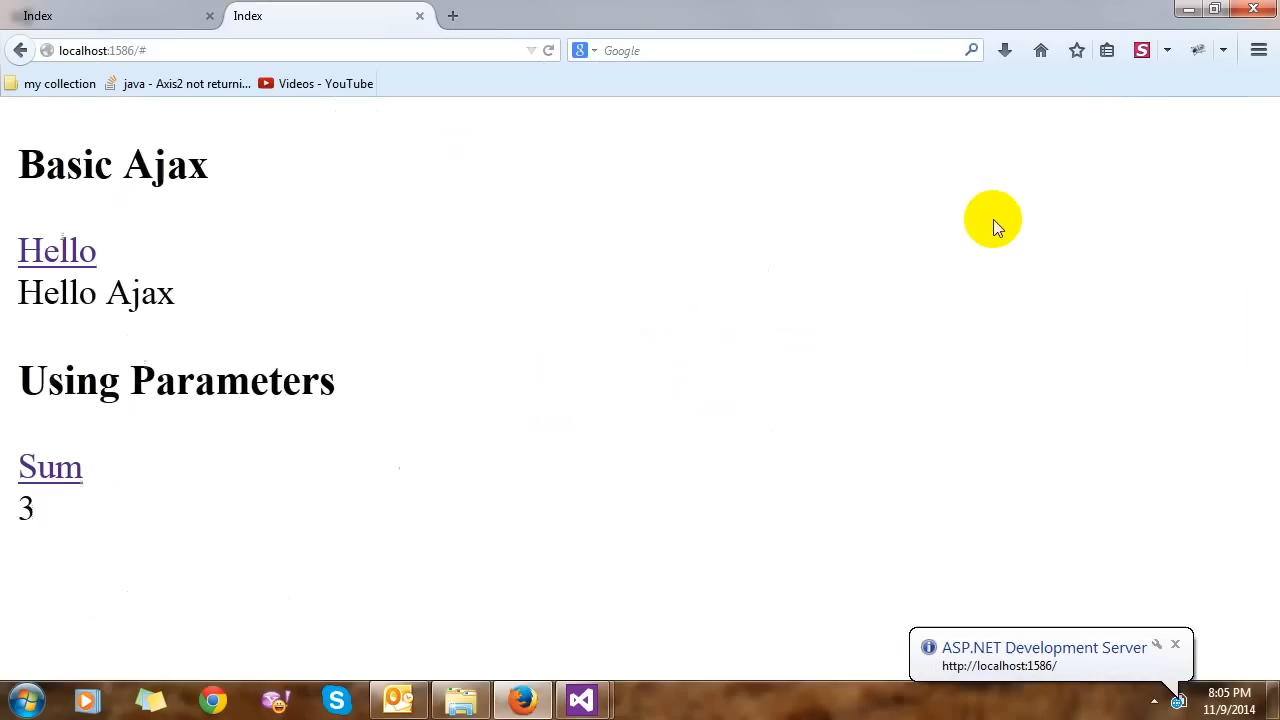 Index
Index
localhost:1586/#
Google
my collection
java - Axis2 not returni...
Videos - YouTube
Basic Ajax
Hello
Hello Ajax
Using Parameters
Sum
3
ASP.NET Development Server
http://localhost:1586/
8:05 PM
11/9/2014